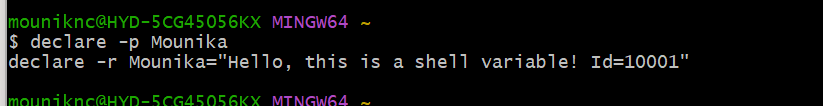 mouniknc@HYD-5CG45056KX MINGW64 ~
$ declare -p Mounika
declare -r Mounika="Hello, this is a shell variable! Id=10001"
mouniknc@HYD-5CG45056KX MINGW64 ~